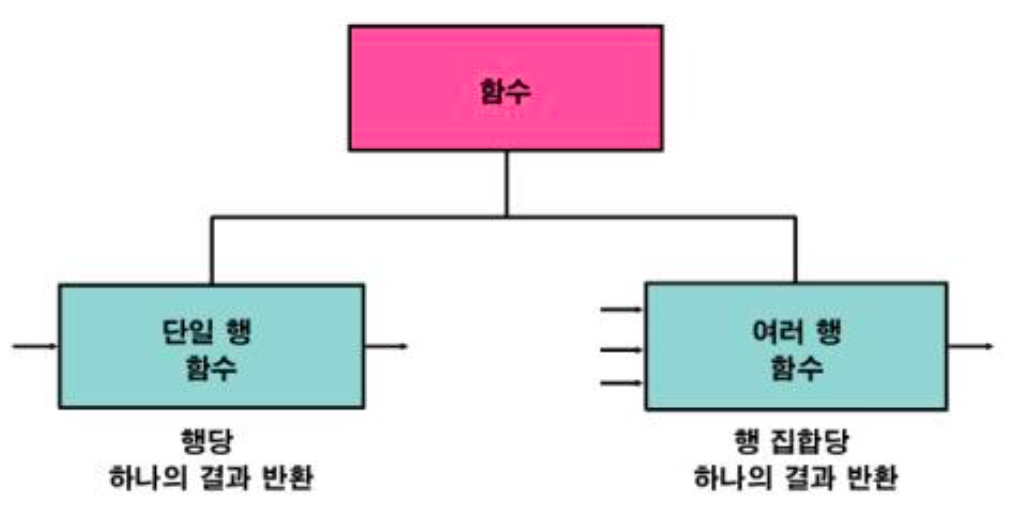 함수
단일 행
함수
행당
하나의 결과 반환
여러 행
함수
행 집합당
하나의 결과 반환